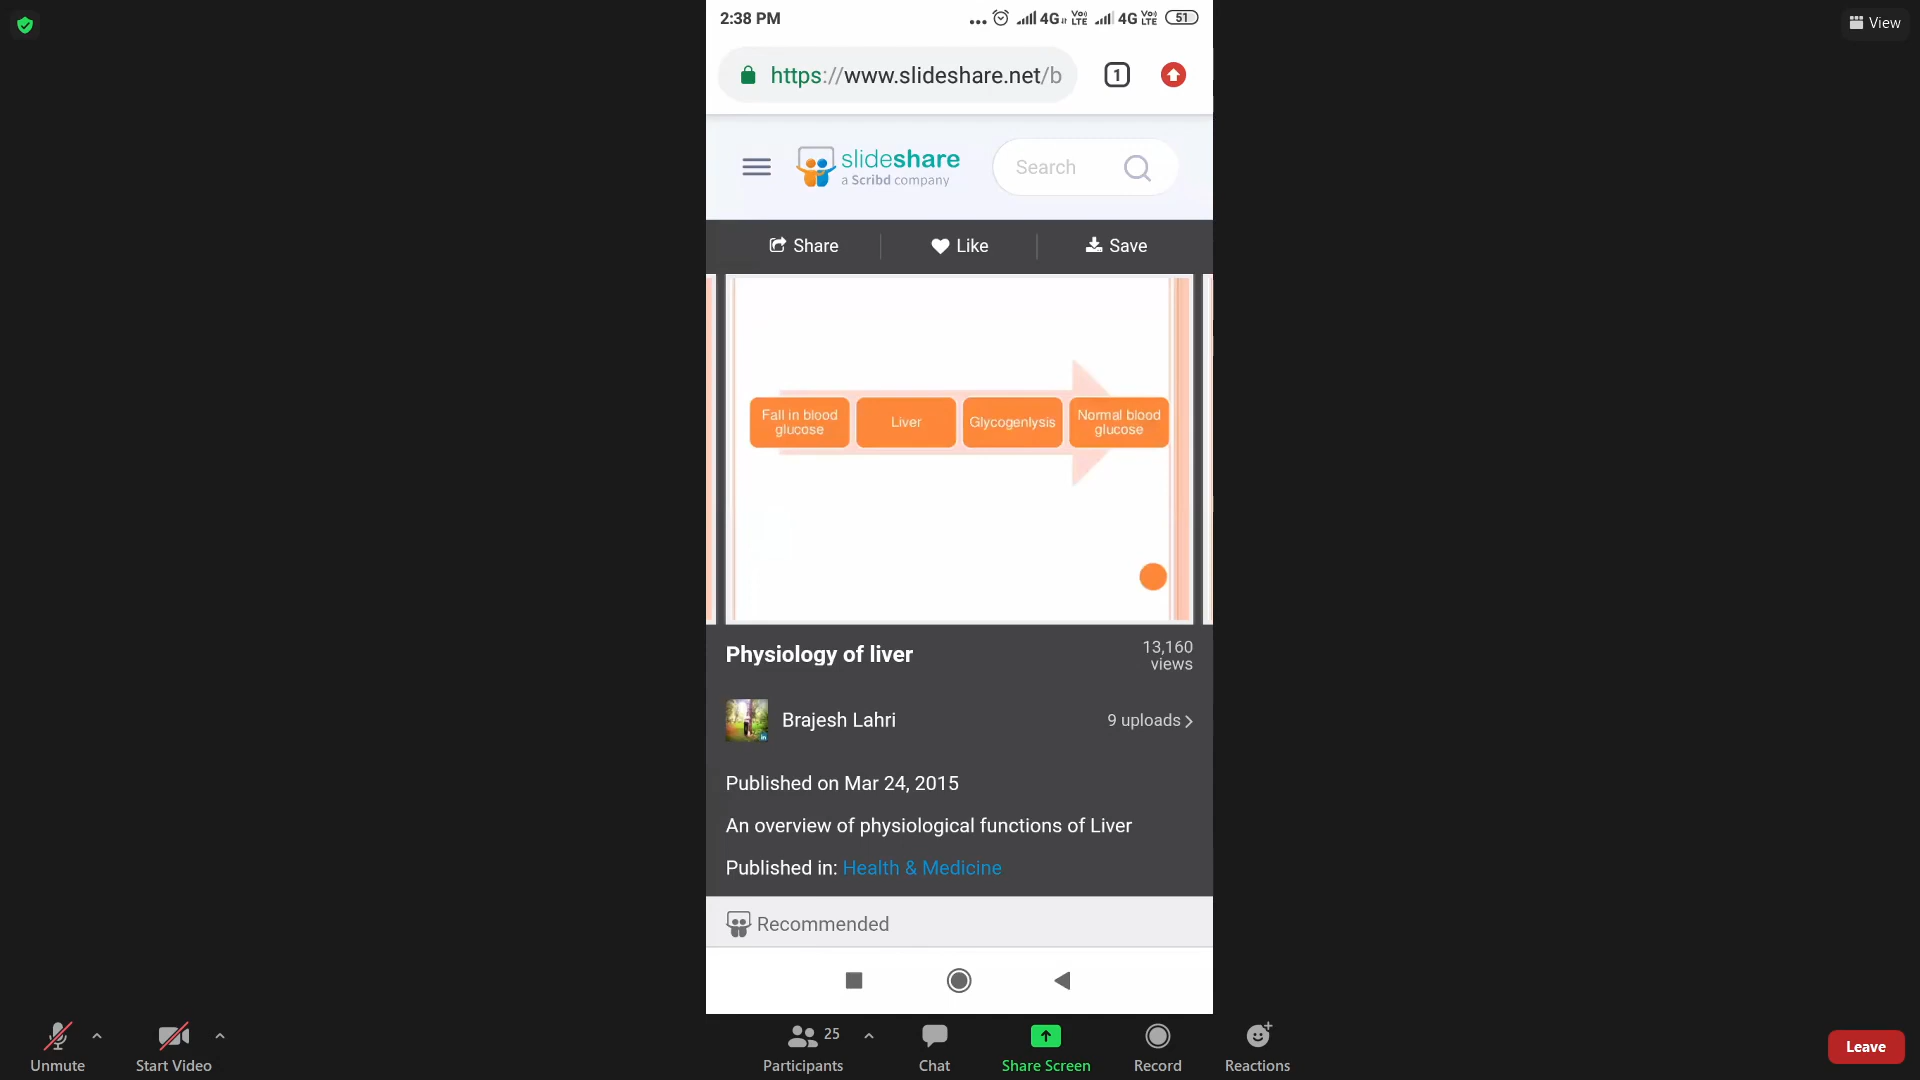 2:38 PM
4G VoLTE 4G VoLTE 51
View
https://www.slideshare.net/b
1
slideshare
a Scribd company
Search
Share
Like
Save
Fall in blood
glucose
Liver
Glycogenlysis
Normal blood
glucose
Physiology of liver
13,160
views
Brajesh Lahri
9 uploads
Published on Mar 24, 2015
An overview of physiological functions of Liver
Published in: Health & Medicine
Recommended
Unmute
Start Video
25
Participants
Chat
Share Screen
Record
Reactions
Leave